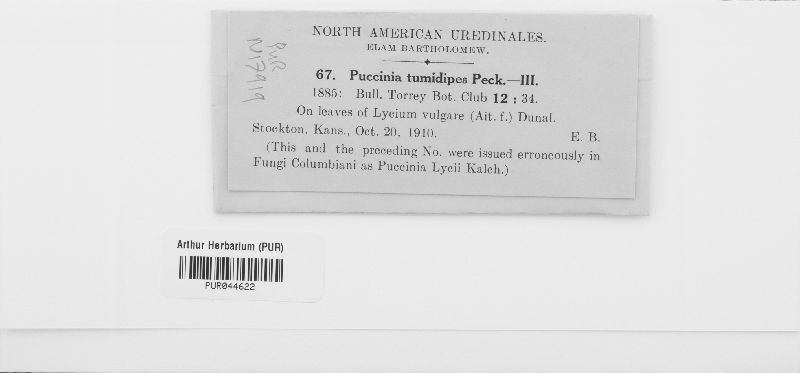 NORTH AMERICAN UREDINALES.
ELAM BARTHOLOMEW.
67. Puccinia tumidipes Peck.—III.
1885: Bull. Torrey Bot. Club 12 : 34.
On leaves of Lycium vulgare (Ait. f.) Dunal.
Stockton, Kans., Oct. 20, 1910. E. B.
(This and the preceding No. were issued erroneously in
Fungi Columbiani as Puccinia Lycii Kalch.)
PUR
N17919
Arthur Herbarium (PUR)
PUR044622